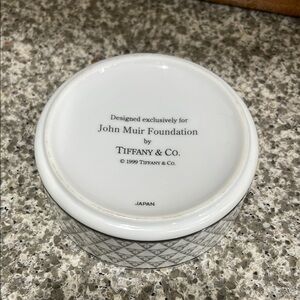 Designed exclusively for
John Muir Foundation
by
TIFFANY & CO.
© 1999 TIFFANY & CO.
JAPAN